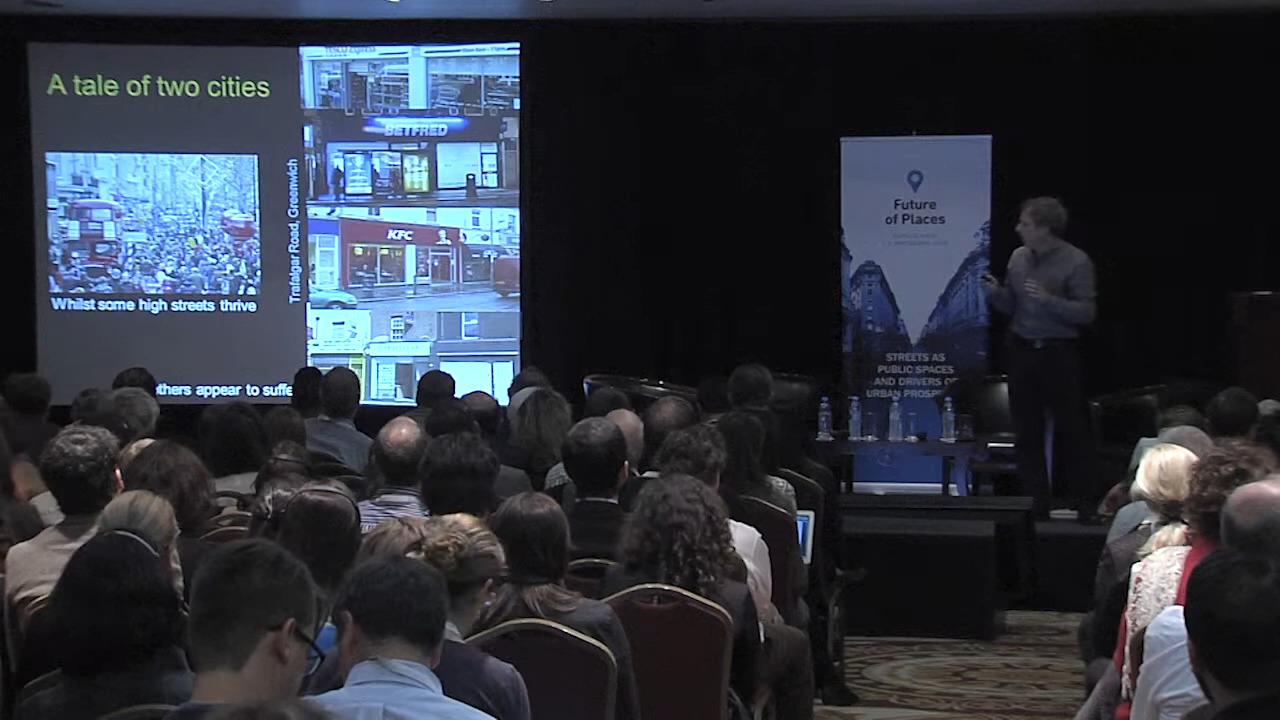 A tale of two cities
Whilst some high streets thrive
Trafalgar Road, Greenwich
BETFRED
KFC
thers appear to suffe
Future
of Places
STREETS AS
PUBLIC SPACES
AND DRIVERS OF
URBAN PROSP